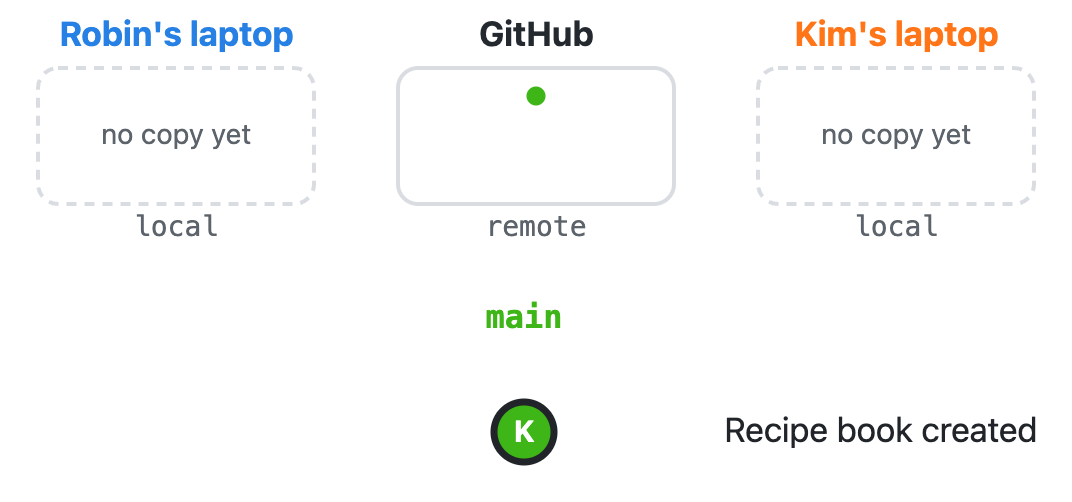 Robin's laptop
GitHub
Kim's laptop
no copy yet
no copy yet
local
remote
local
main
K
Recipe book created